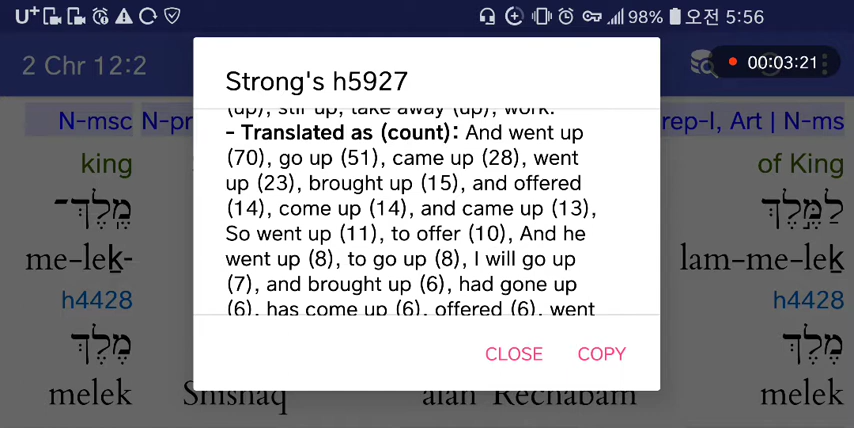 U+ 98% 오전 5:56
2 Chr 12:2
00:03:21
Strong's h5927
(up), stir up, take away (up), work.
- Translated as (count): And went up
(70), go up (51), came up (28), went
up (23), brought up (15), and offered
(14), come up (14), and came up (13),
So went up (11), to offer (10), And he
went up (8), to go up (8), I will go up
(7), and brought up (6), had gone up
(6), has come up (6), offered (6), went
CLOSE COPY
N-msc N-pr rep-l, Art | N-ms
king of King
מֶֽלֶךְ־ לַמֶּ֣לֶךְ
me-leḵ- lam-me-leḵ
h4428 h4428
מֶלֶךְ מֶלֶךְ
melek Shishaq alah Rechabam melek